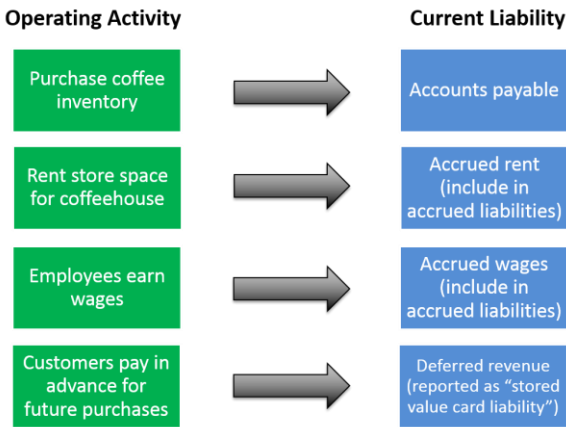 Operating Activity
Current Liability
Purchase coffee
inventory
Accounts payable
Rent store space
for coffeehouse
Accrued rent
(include in
accrued liabilities)
Employees earn
wages
Accrued wages
(include in
accrued liabilities)
Customers pay in
advance for
future purchases
Deferred revenue
(reported as “stored
value card liability”)